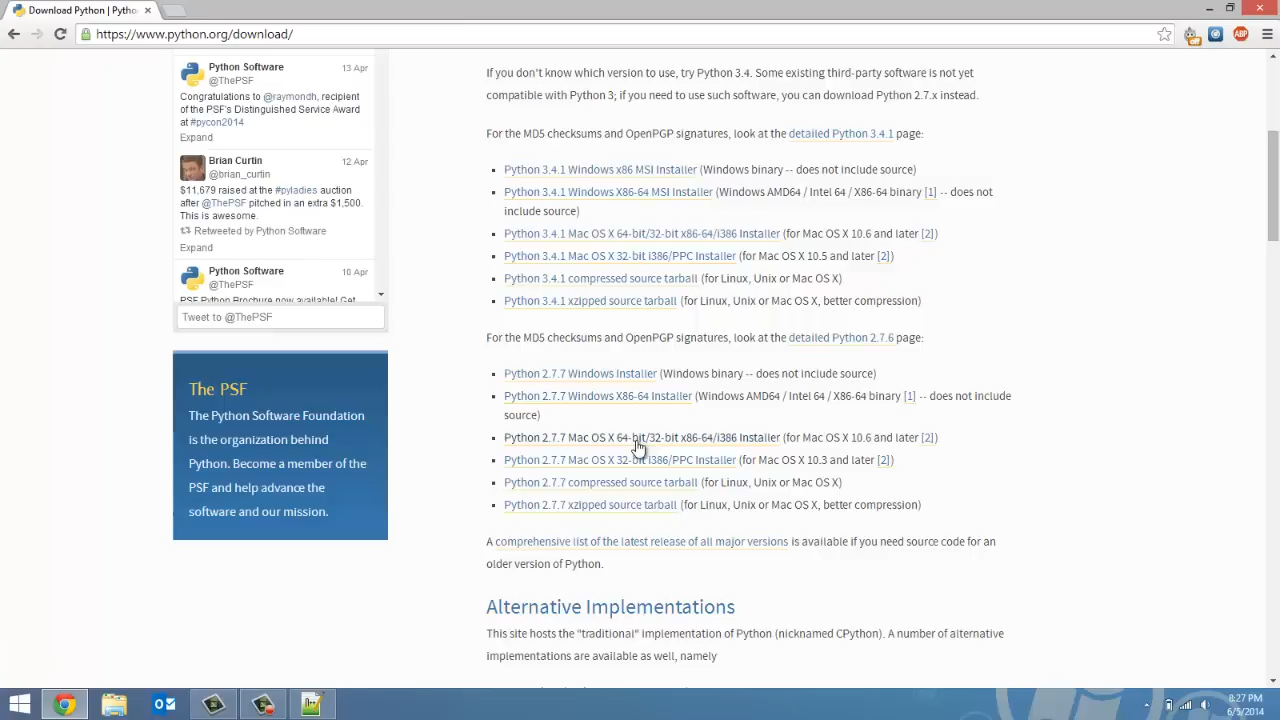 Download Python | Pytho
https://www.python.org/download/
ABP
Python Software
13 Apr
@ThePSF
Congratulations to @raymondh, recipient
of the PSF's Distinguished Service Award
at #pycon2014
Expand
Brian Curtin
12 Apr
@brian_curtin
$11,679 raised at the #pyladies auction
after @ThePSF pitched in an extra $1,500.
This is awesome.
Retweeted by Python Software
Expand
Python Software
10 Apr
@ThePSF
PSF Python Brochure now available! Get
Tweet to @ThePSF
The PSF
The Python Software Foundation
is the organization behind
Python. Become a member of the
PSF and help advance the
software and our mission.
If you don't know which version to use, try Python 3.4. Some existing third-party software is not yet
compatible with Python 3; if you need to use such software, you can download Python 2.7.x instead.
For the MD5 checksums and OpenPGP signatures, look at the detailed Python 3.4.1 page:
Python 3.4.1 Windows x86 MSI Installer (Windows binary -- does not include source)
Python 3.4.1 Windows X86-64 MSI Installer (Windows AMD64 / Intel 64 / X86-64 binary [1] -- does not
include source)
Python 3.4.1 Mac OS X 64-bit/32-bit x86-64/i386 Installer (for Mac OS X 10.6 and later [2])
Python 3.4.1 Mac OS X 32-bit i386/PPC Installer (for Mac OS X 10.5 and later [2])
Python 3.4.1 compressed source tarball (for Linux, Unix or Mac OS X)
Python 3.4.1 xzipped source tarball (for Linux, Unix or Mac OS X, better compression)
For the MD5 checksums and OpenPGP signatures, look at the detailed Python 2.7.6 page:
Python 2.7.7 Windows Installer (Windows binary -- does not include source)
Python 2.7.7 Windows X86-64 Installer (Windows AMD64 / Intel 64 / X86-64 binary [1] -- does not include
source)
Python 2.7.7 Mac OS X 64-bit/32-bit x86-64/i386 Installer (for Mac OS X 10.6 and later [2])
Python 2.7.7 Mac OS X 32-bit i386/PPC Installer (for Mac OS X 10.3 and later [2])
Python 2.7.7 compressed source tarball (for Linux, Unix or Mac OS X)
Python 2.7.7 xzipped source tarball (for Linux, Unix or Mac OS X, better compression)
A comprehensive list of the latest release of all major versions is available if you need source code for an
older version of Python.
Alternative Implementations
This site hosts the "traditional" implementation of Python (nicknamed CPython). A number of alternative
implementations are available as well, namely
8:27 PM
6/5/2014